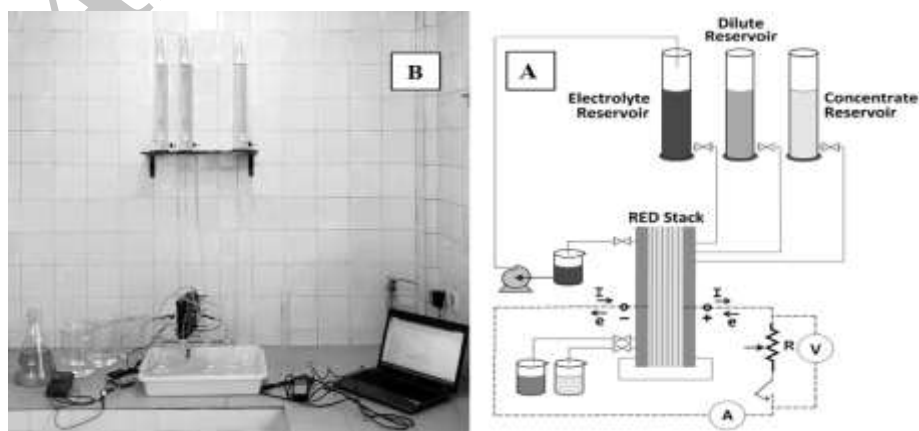 B
A
Dilute
Reservoir
Electrolyte
Reservoir
Concentrate
Reservoir
RED Stack
I
e
−
I
e
+
R
V
A